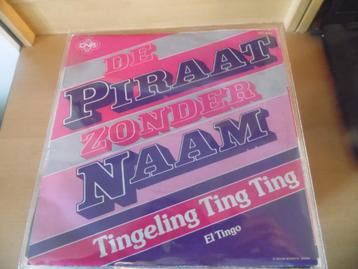 CNR
DE
PIRAAT
ZONDER
NAAM
Tingeling Ting Ting
El Tingo